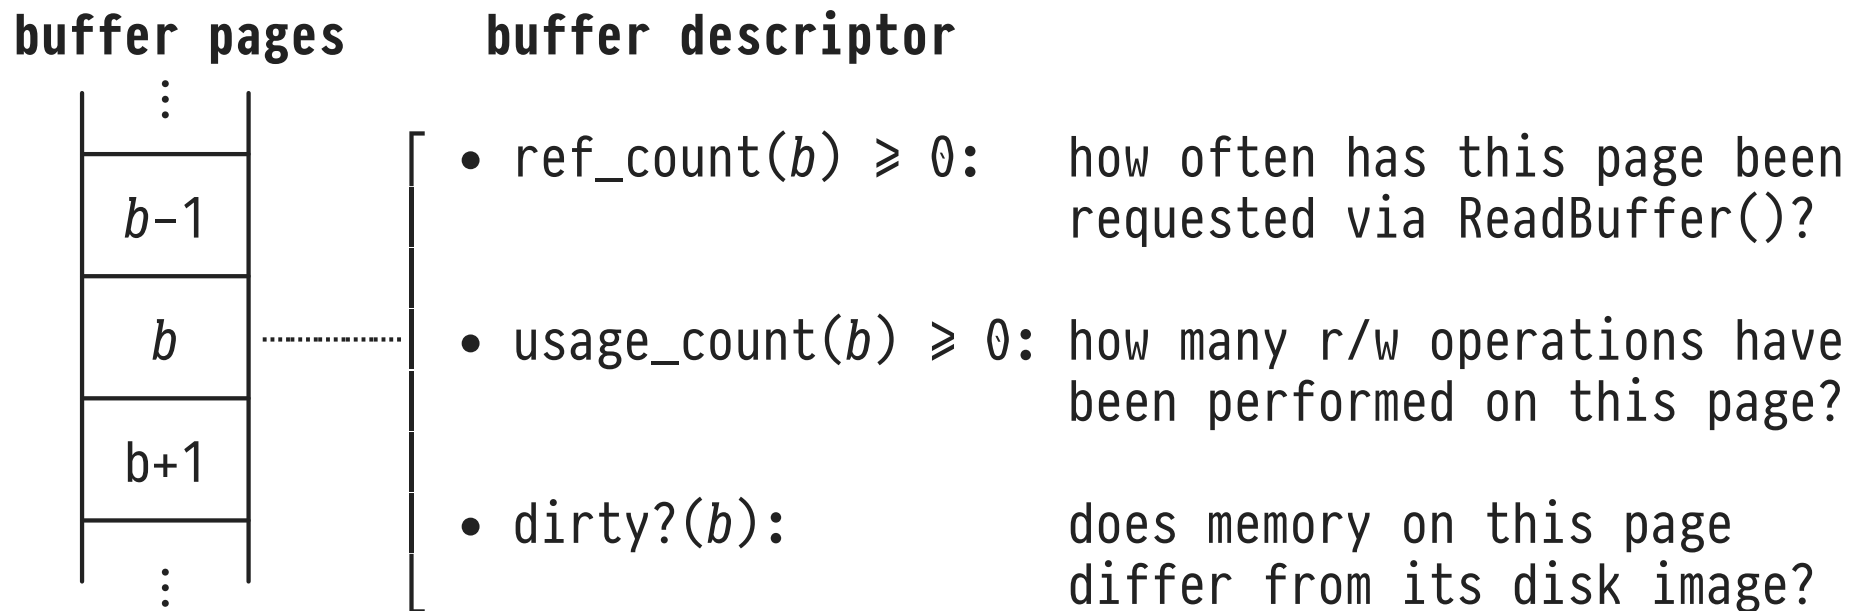 buffer pages buffer descriptor
⋮
b−1
b
b+1
⋮
• ref_count(b) ⩾ 0: how often has this page been
requested via ReadBuffer()?
• usage_count(b) ⩾ 0: how many r/w operations have
been performed on this page?
• dirty?(b): does memory on this page
differ from its disk image?